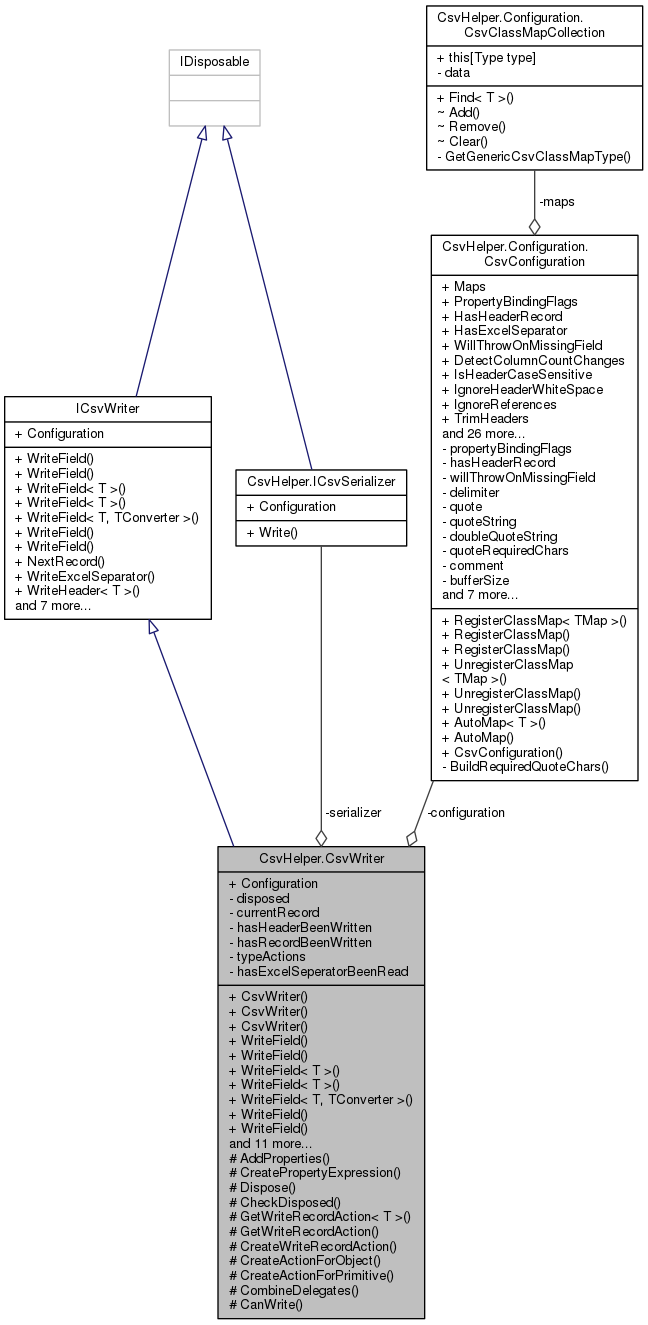 IDisposable
CsvHelper.Configuration.
CsvClassMapCollection
+ this[Type type]
- data
+ Find< T >()
~ Add()
~ Remove()
~ Clear()
- GetGenericCsvClassMapType()
-maps
CsvHelper.Configuration.
CsvConfiguration
+ Maps
+ PropertyBindingFlags
+ HasHeaderRecord
+ HasExcelSeparator
+ WillThrowOnMissingField
+ DetectColumnCountChanges
+ IsHeaderCaseSensitive
+ IgnoreHeaderWhiteSpace
+ IgnoreReferences
+ TrimHeaders
and 26 more...
- propertyBindingFlags
- hasHeaderRecord
- willThrowOnMissingField
- delimiter
- quote
- quoteString
- doubleQuoteString
- quoteRequiredChars
- comment
- bufferSize
and 7 more...
+ RegisterClassMap< TMap >()
+ RegisterClassMap()
+ RegisterClassMap()
+ UnregisterClassMap
< TMap >()
+ UnregisterClassMap()
+ UnregisterClassMap()
+ AutoMap< T >()
+ AutoMap()
+ CsvConfiguration()
- BuildRequiredQuoteChars()
ICsvWriter
+ Configuration
+ WriteField()
+ WriteField()
+ WriteField< T >()
+ WriteField< T >()
+ WriteField< T, TConverter >()
+ WriteField()
+ WriteField()
+ NextRecord()
+ WriteExcelSeparator()
+ WriteHeader< T >()
and 7 more...
CsvHelper.ICsvSerializer
+ Configuration
+ Write()
-serializer
-configuration
CsvHelper.CsvWriter
+ Configuration
- disposed
- currentRecord
- hasHeaderBeenWritten
- hasRecordBeenWritten
- typeActions
- hasExcelSeperatorBeenRead
+ CsvWriter()
+ CsvWriter()
+ CsvWriter()
+ WriteField()
+ WriteField()
+ WriteField< T >()
+ WriteField< T >()
+ WriteField< T, TConverter >()
+ WriteField()
+ WriteField()
and 11 more...
# AddProperties()
# CreatePropertyExpression()
# Dispose()
# CheckDisposed()
# GetWriteRecordAction< T >()
# GetWriteRecordAction()
# CreateWriteRecordAction()
# CreateActionForObject()
# CreateActionForPrimitive()
# CombineDelegates()
# CanWrite()